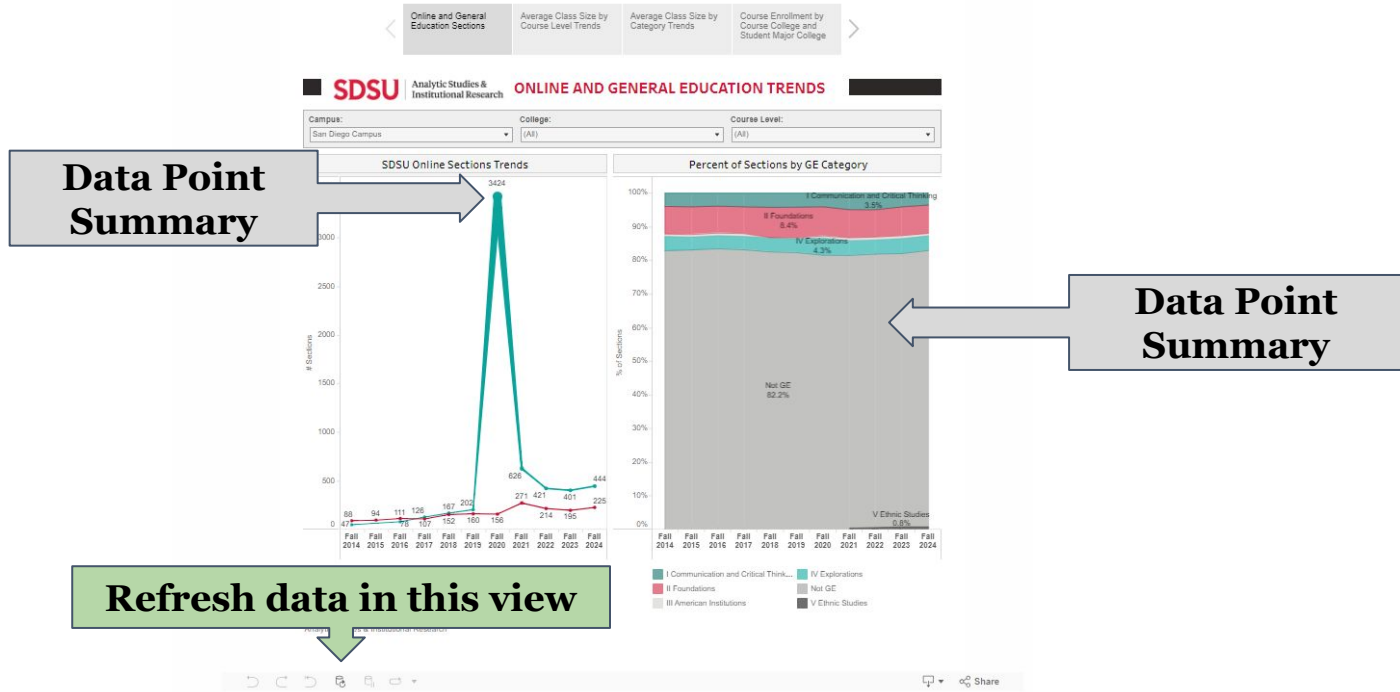 Online and General
Education Sections
Average Class Size by
Course Level Trends
Average Class Size by
Category Trends
Course Enrollment by
Course College and
Student Major College
SDSU
Analytic Studies &
Institutional Research
ONLINE AND GENERAL EDUCATION TRENDS
Campus:
College:
Course Level:
San Diego Campus
(All)
(All)
Data Point
Summary
SDSU Online Sections Trends
3424
2500
2000
1500
1000
500
0
# Sections
88
94
111
126
167
202
47
78
107
152
160
156
626
271
421
401
444
214
195
225
Fall
2014
Fall
2015
Fall
2016
Fall
2017
Fall
2018
Fall
2019
Fall
2020
Fall
2021
Fall
2022
Fall
2023
Fall
2024
Percent of Sections by GE Category
100%
90%
80%
70%
60%
50%
40%
30%
20%
10%
0%
% of Sections
I Communication and Critical Thinking
3.5%
II Foundations
8.4%
IV Explorations
4.3%
Not GE
82.2%
V Ethnic Studies
0.8%
Fall
2014
Fall
2015
Fall
2016
Fall
2017
Fall
2018
Fall
2019
Fall
2020
Fall
2021
Fall
2022
Fall
2023
Fall
2024
Data Point
Summary
I Communication and Critical Think...
IV Explorations
II Foundations
Not GE
III American Institutions
V Ethnic Studies
Refresh data in this view
Share